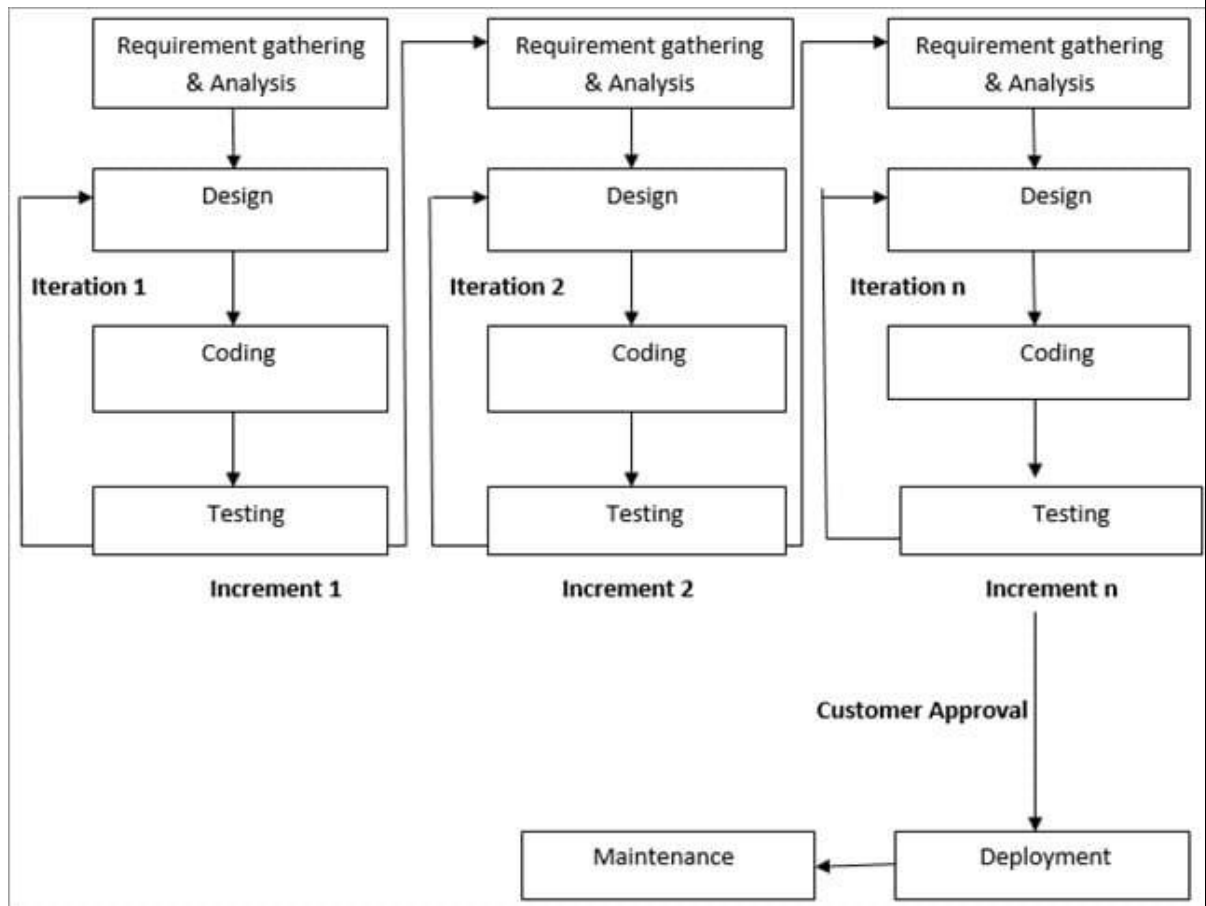 Requirement gathering
& Analysis
Requirement gathering
& Analysis
Requirement gathering
& Analysis
Design
Design
Design
Iteration 1
Iteration 2
Iteration n
Coding
Coding
Coding
Testing
Testing
Testing
Increment 1
Increment 2
Increment n
Customer Approval
Maintenance
Deployment